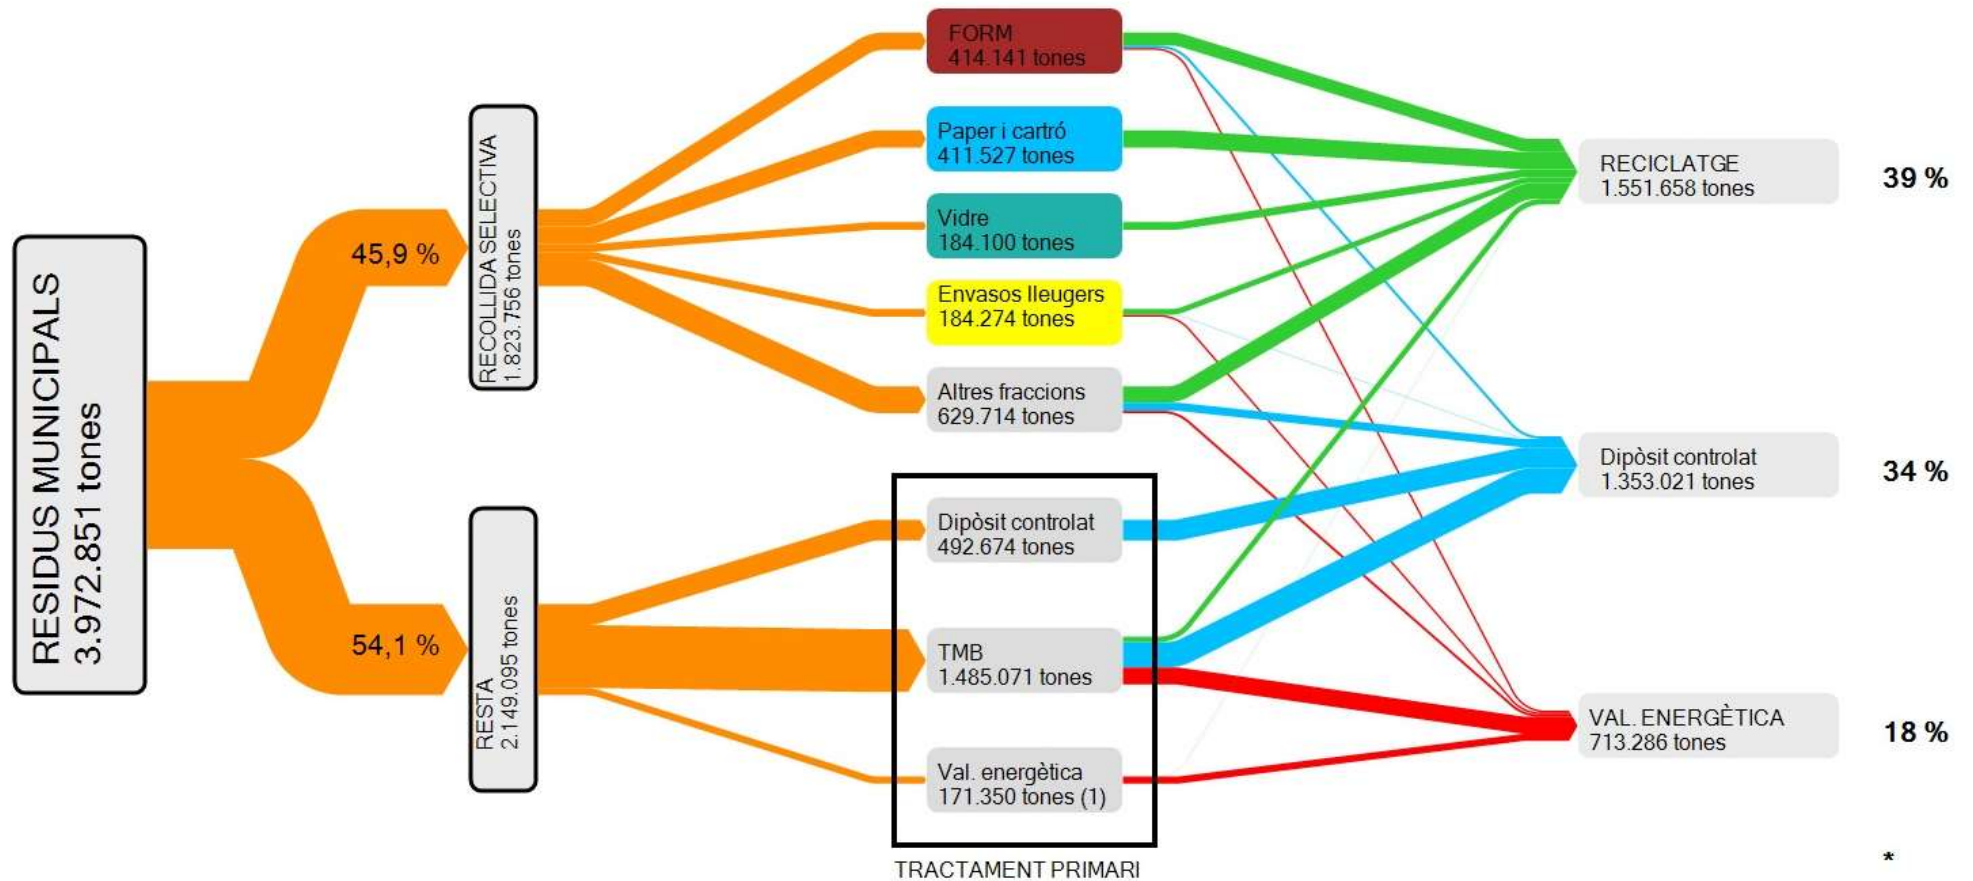 RESIDUS MUNICIPALS
3.972.851 tones
45,9 %
54,1 %
RECOLLIDA SELECTIVA
1.823.756 tones
RESTA
2.149.095 tones
FORM
414.141 tones
Paper i cartró
411.527 tones
Vidre
184.100 tones
Envasos lleugers
184.274 tones
Altres fraccions
629.714 tones
Dipòsit controlat
492.674 tones
TMB
1.485.071 tones
Val. energètica
171.350 tones (1)
TRACTAMENT PRIMARI
RECICLATGE
1.551.658 tones
39 %
Dipòsit controlat
1.353.021 tones
34 %
VAL. ENERGÈTICA
713.286 tones
18 %
*